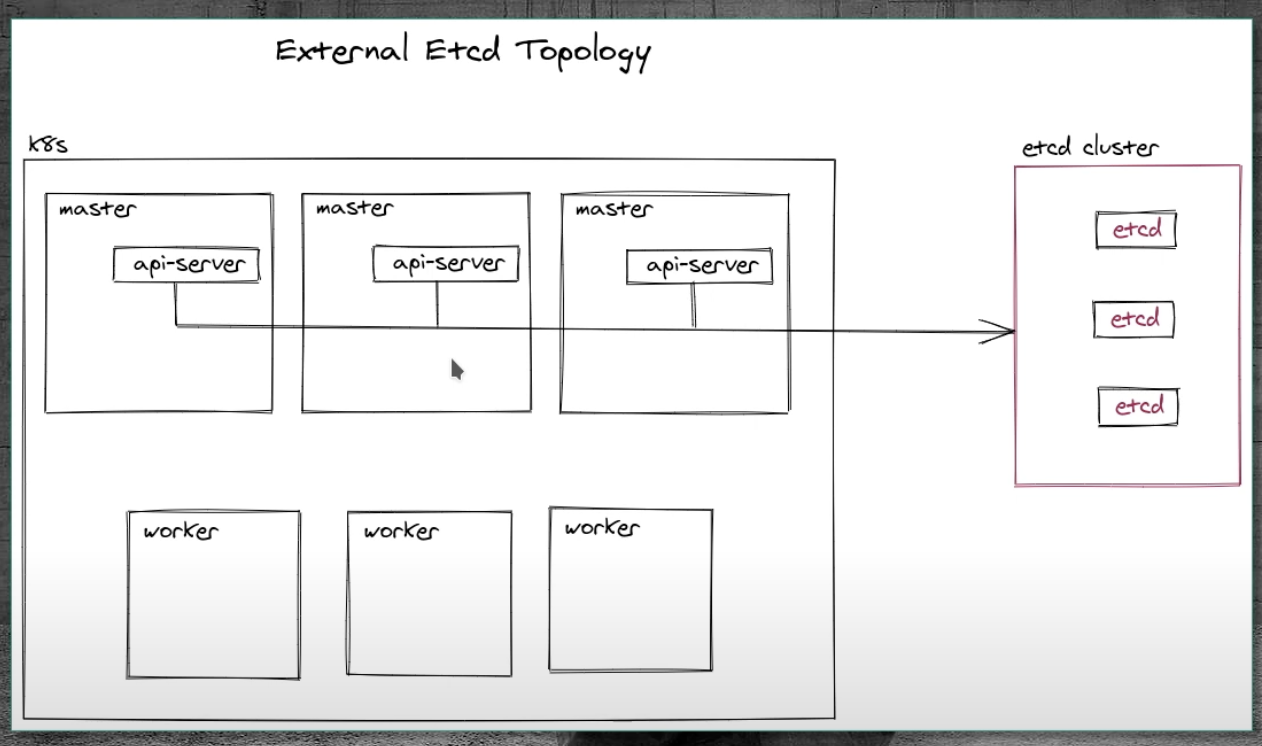 External Etcd Topology
k8s
etcd cluster
master
master
master
api-server
api-server
api-server
etcd
etcd
etcd
worker
worker
worker